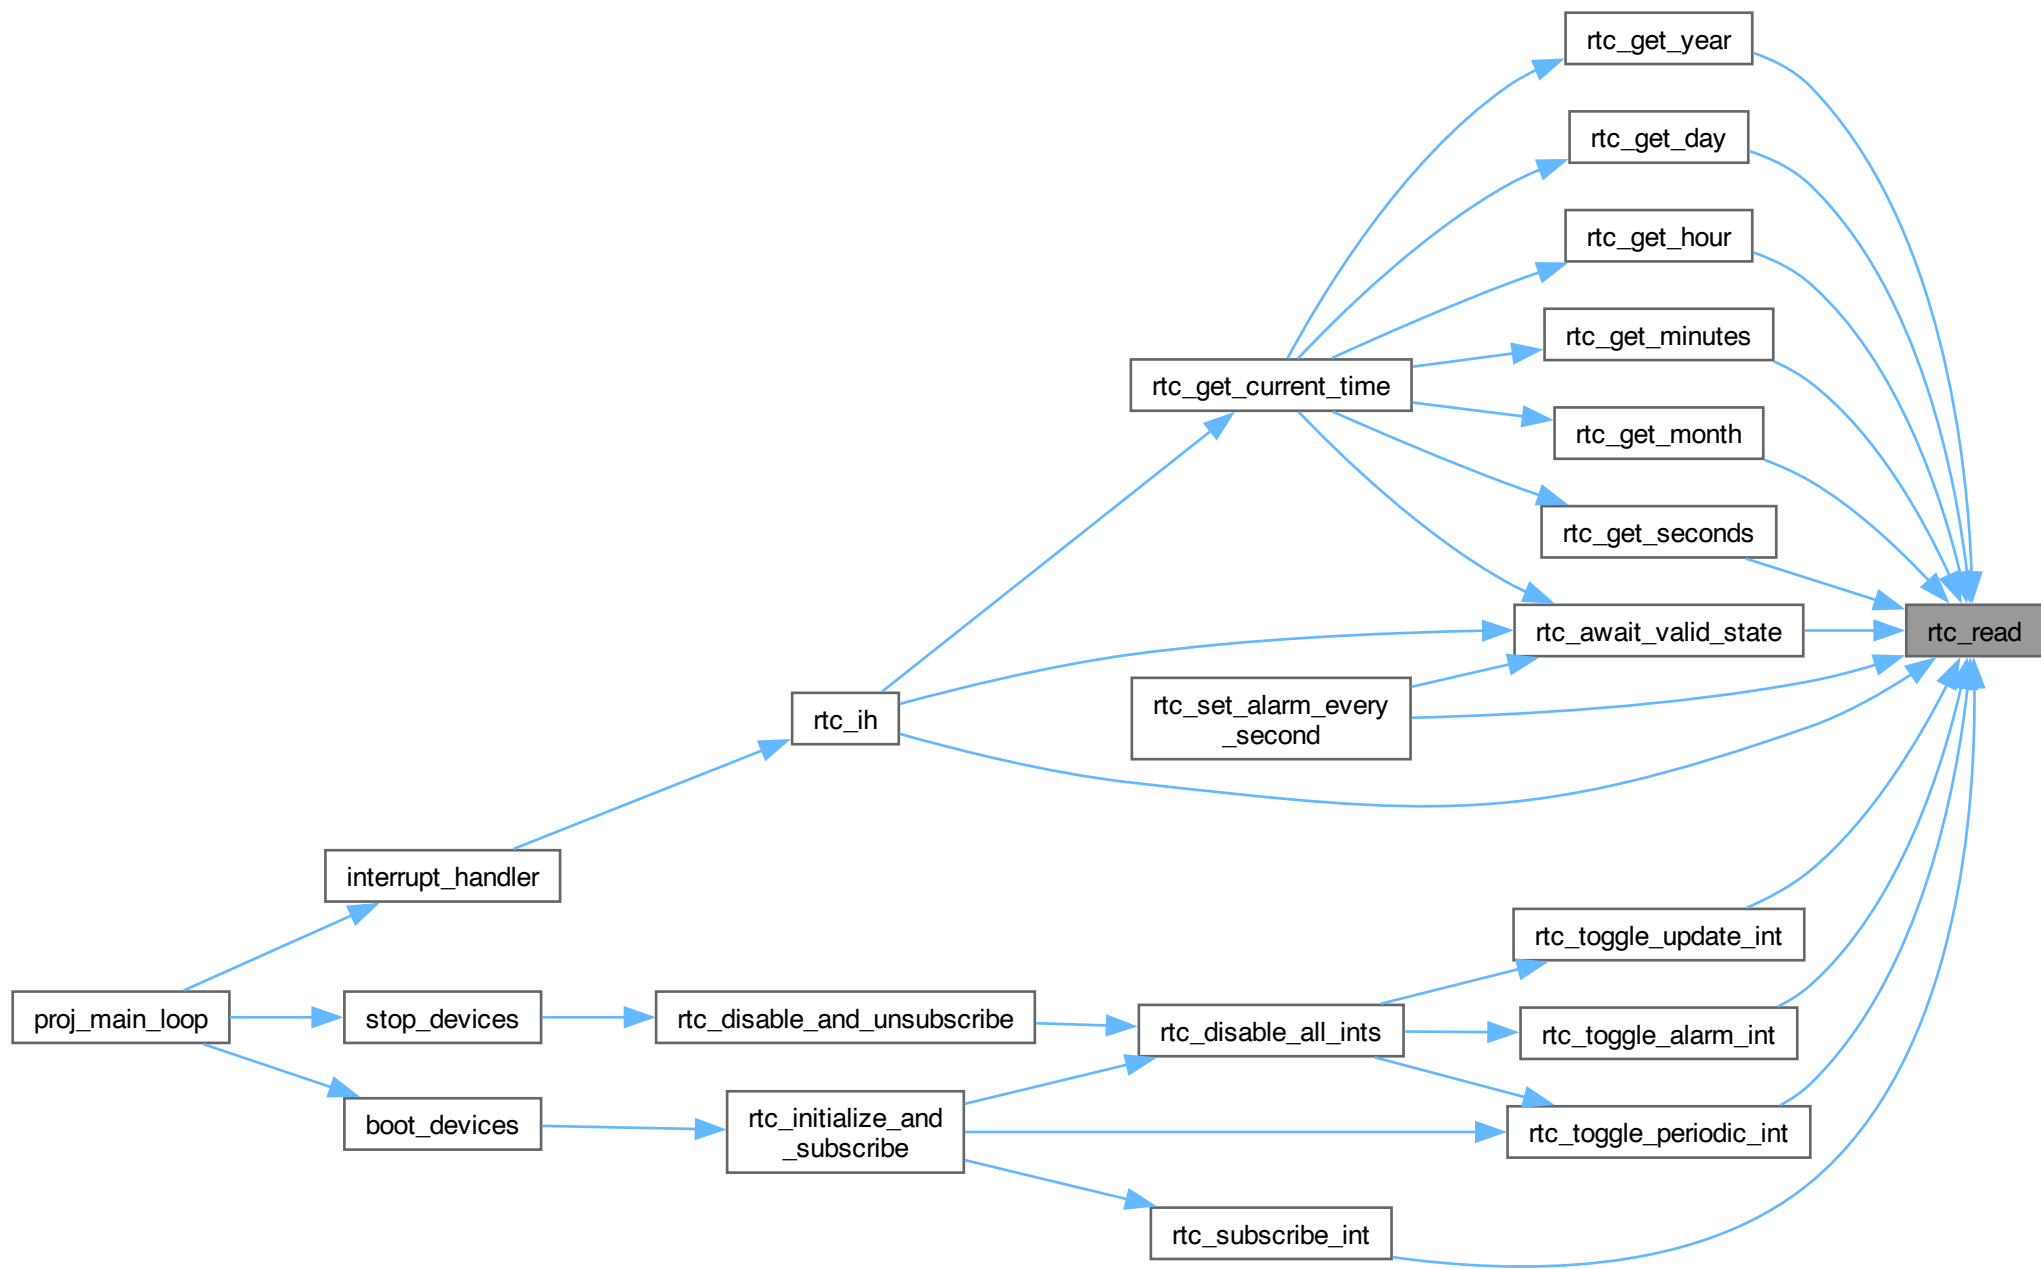 rtc_get_year
rtc_get_day
rtc_get_hour
rtc_get_minutes
rtc_get_current_time
rtc_get_month
rtc_get_seconds
rtc_await_valid_state
rtc_read
rtc_set_alarm_every
_second
rtc_ih
interrupt_handler
rtc_toggle_update_int
proj_main_loop
stop_devices
rtc_disable_and_unsubscribe
rtc_disable_all_ints
rtc_toggle_alarm_int
boot_devices
rtc_initialize_and
_subscribe
rtc_toggle_periodic_int
rtc_subscribe_int